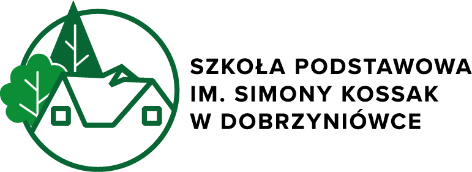 SZKOŁA PODSTAWOWA
IM. SIMONY KOSSAK
W DOBRZYNIÓWCE